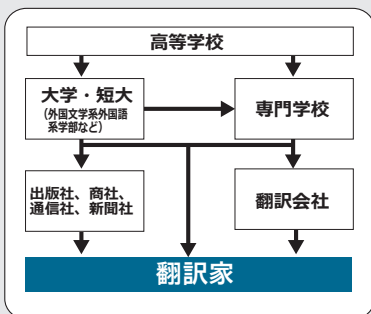 高等学校
大学・短大
(外国文学系外国語
系学部など)
専門学校
出版社、商社、
通信社、新聞社
翻訳会社
翻訳家